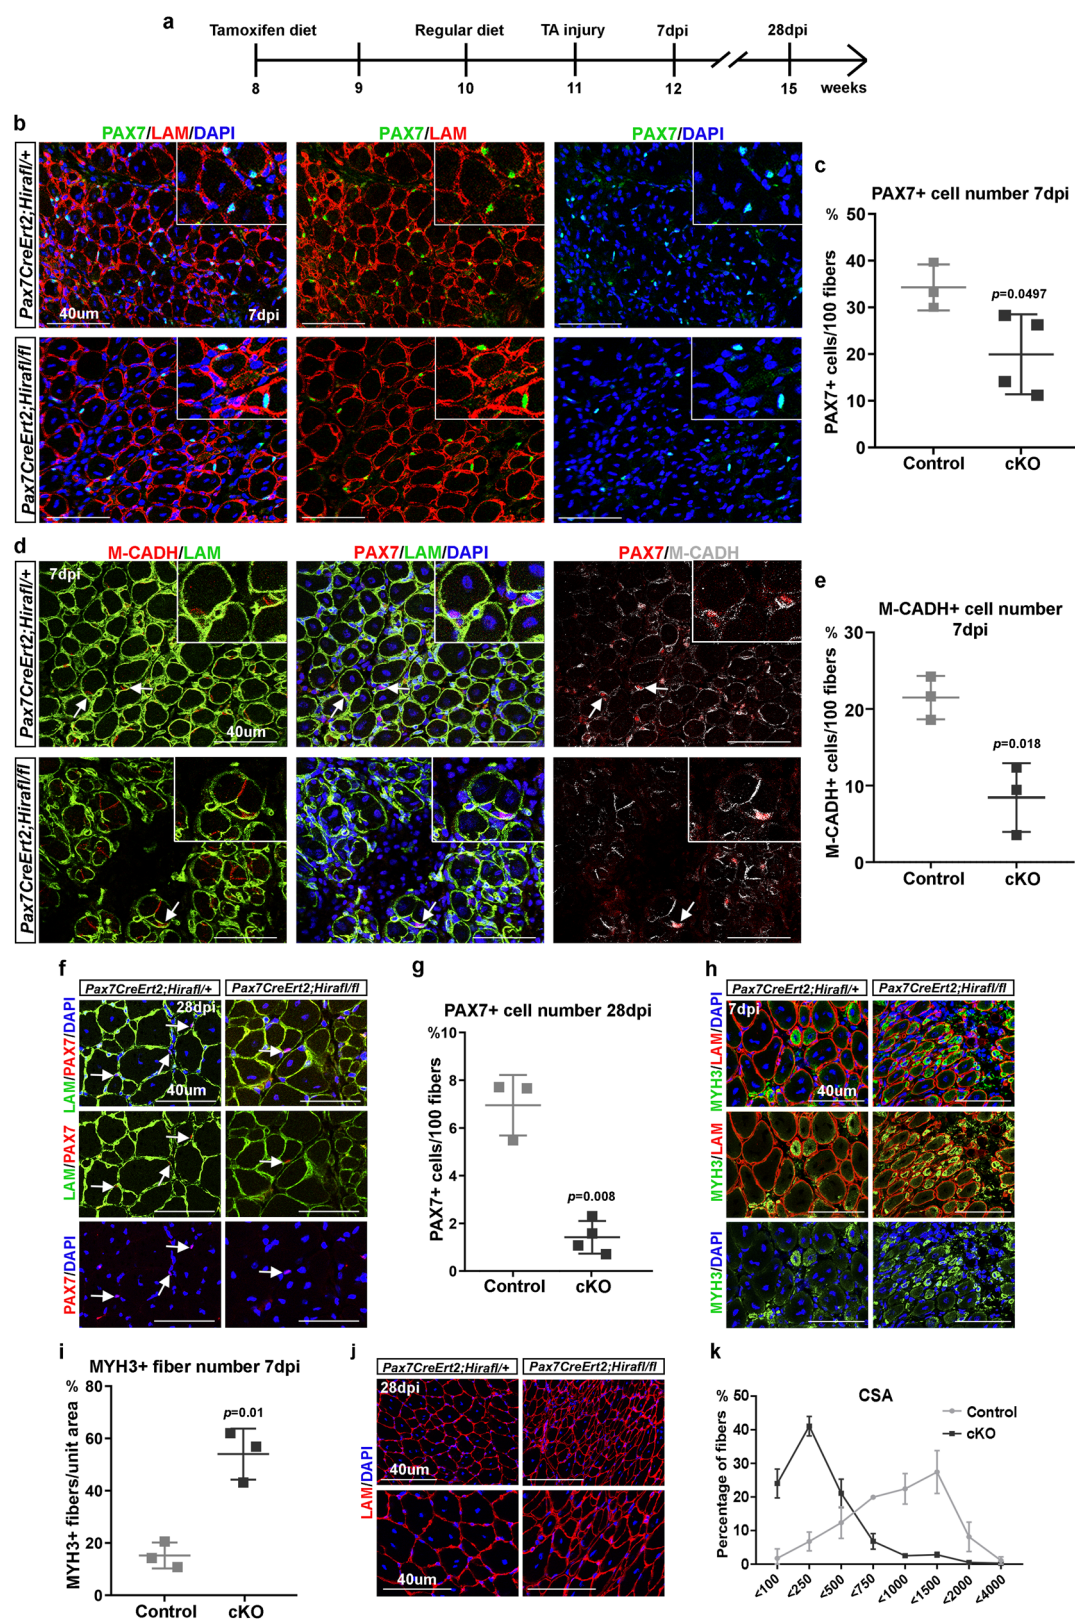 a
Tamoxifen diet Regular diet TA injury 7dpi 28dpi
8 9 10 11 12 15 weeks
b
PAX7/LAM/DAPI PAX7/LAM PAX7/DAPI
Pax7CreErt2;Hirafl/+
40um 7dpi
Pax7CreErt2;Hirafl/fl
c
PAX7+ cell number 7dpi
%
50
40
30
20
10
0
PAX7+ cells/100 fibers
p=0.0497
Control cKO
d
M-CADH/LAM PAX7/LAM/DAPI PAX7/M-CADH
Pax7CreErt2;Hirafl/+
7dpi
40um
Pax7CreErt2;Hirafl/fl
e
M-CADH+ cell number
7dpi
%
30
20
10
0
M-CADH+ cells/100 fibers
p=0.018
Control cKO
f
Pax7CreErt2;Hirafl/+ Pax7CreErt2;Hirafl/fl
LAM/PAX7/DAPI
28dpi
40um
LAM/PAX7
PAX7/DAPI
g
PAX7+ cell number 28dpi
%10
8
6
4
2
0
PAX7+ cells/100 fibers
p=0.008
Control cKO
h
Pax7CreErt2;Hirafl/+ Pax7CreErt2;Hirafl/fl
MYH3/LAM/DAPI
7dpi
40um
MYH3/LAM
MYH3/DAPI
i
MYH3+ fiber number 7dpi
%
80
60
40
20
0
MYH3+ fibers/unit area
p=0.01
Control cKO
j
Pax7CreErt2;Hirafl/+ Pax7CreErt2;Hirafl/fl
28dpi
LAM/DAPI
40um
40um
k
CSA
%
50
40
30
20
10
0
Percentage of fibers
Control
cKO
<100 <250 <500 <750 <1000 <1500 <2000 <4000